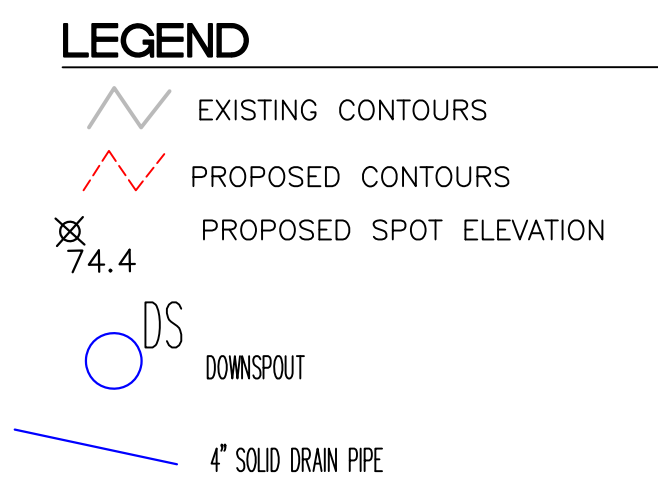 LEGEND
EXISTING CONTOURS
PROPOSED CONTOURS
PROPOSED SPOT ELEVATION
74.4
DS
DOWNSPOUT
4" SOLID DRAIN PIPE